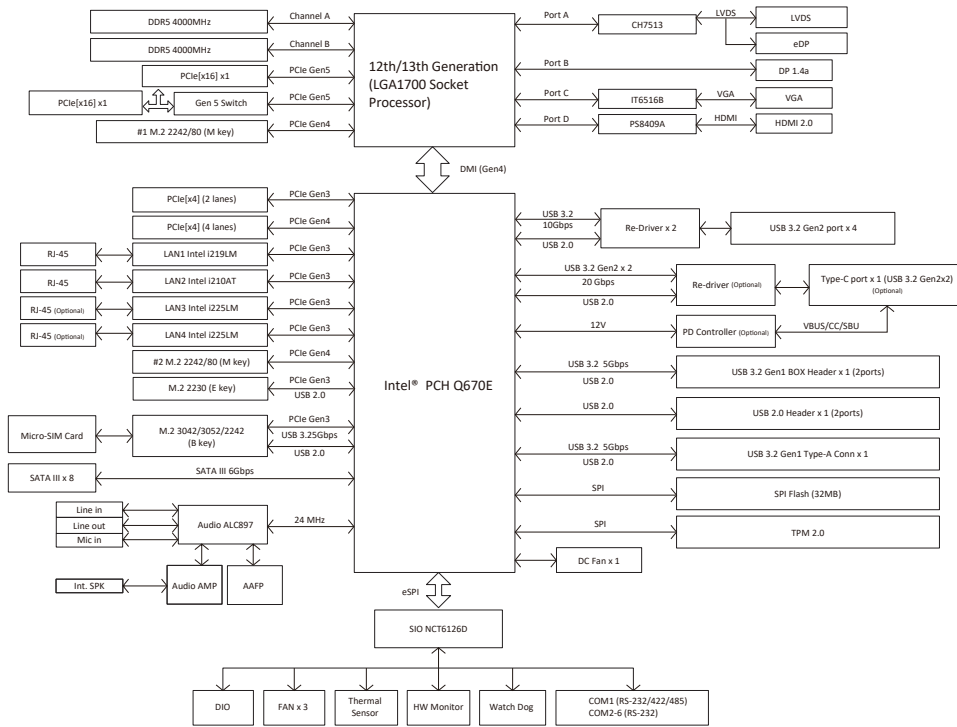 DDR5 4000MHz
Channel A
DDR5 4000MHz
Channel B
PCIe[x16] x1
PCIe Gen5
PCIe[x16] x1
Gen 5 Switch
PCIe Gen5
#1 M.2 2242/80 (M key)
PCIe Gen4
12th/13th Generation
(LGA1700 Socket
Processor)
Port A
CH7513
LVDS
LVDS
eDP
Port B
DP 1.4a
Port C
IT6516B
VGA
VGA
Port D
PS8409A
HDMI
HDMI 2.0
DMI (Gen4)
PCIe[x4] (2 lanes)
PCIe Gen3
PCIe[x4] (4 lanes)
PCIe Gen4
RJ-45
LAN1 Intel i219LM
PCIe Gen3
RJ-45
LAN2 Intel i210AT
PCIe Gen3
RJ-45 (Optional)
LAN3 Intel i225LM
PCIe Gen3
RJ-45 (Optional)
LAN4 Intel i225LM
PCIe Gen3
#2 M.2 2242/80 (M key)
PCIe Gen4
M.2 2230 (E key)
PCIe Gen3
USB 2.0
Micro-SIM Card
M.2 3042/3052/2242
(B key)
PCIe Gen3
USB 3.25Gbps
USB 2.0
SATA III x 8
SATA III 6Gbps
Line in
Line out
Mic in
Audio ALC897
24 MHz
Int. SPK
Audio AMP
AAFP
Intel® PCH Q670E
USB 3.2
10Gbps
USB 2.0
Re-Driver x 2
USB 3.2 Gen2 port x 4
USB 3.2 Gen2 x 2
20 Gbps
USB 2.0
Re-driver (Optional)
Type-C port x 1 (USB 3.2 Gen2x2)
(Optional)
12V
PD Controller (Optional)
VBUS/CC/SBU
USB 3.2 5Gbps
USB 2.0
USB 3.2 Gen1 BOX Header x 1 (2ports)
USB 2.0
USB 2.0 Header x 1 (2ports)
USB 3.2 5Gbps
USB 2.0
USB 3.2 Gen1 Type-A Conn x 1
SPI
SPI Flash (32MB)
SPI
TPM 2.0
DC Fan x 1
eSPI
SIO NCT6126D
DIO
FAN x 3
Thermal
Sensor
HW Monitor
Watch Dog
COM1 (RS-232/422/485)
COM2-6 (RS-232)